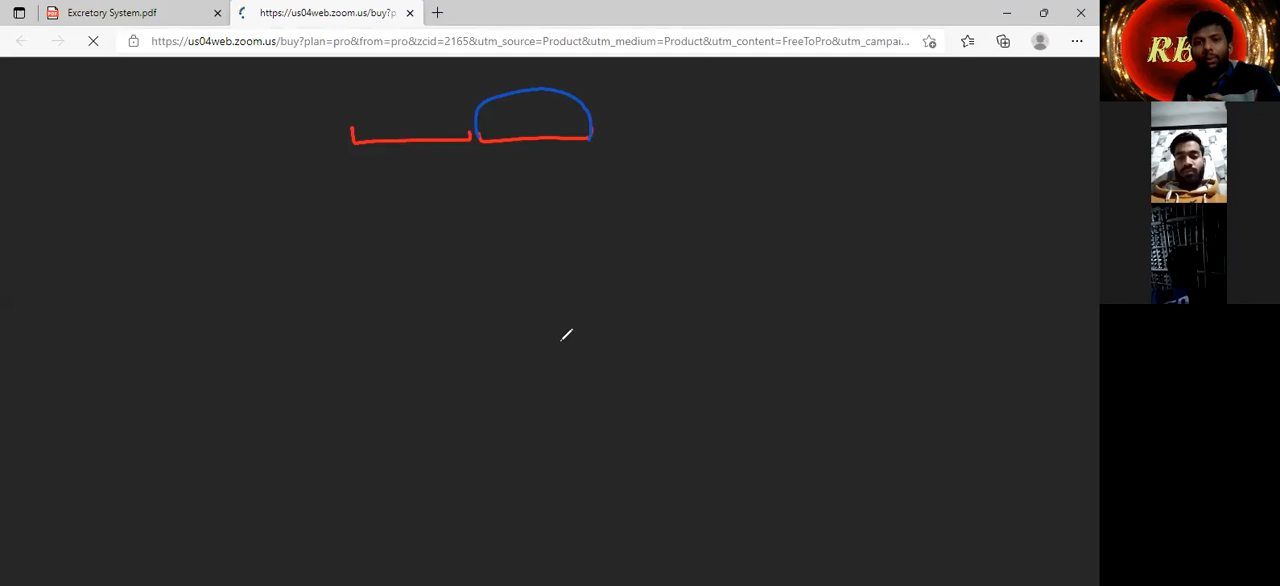 Excretory System.pdf
https://us04web.zoom.us/buy?p
https://us04web.zoom.us/buy?plan=pro&from=pro&zcid=2165&utm_source=Product&utm_medium=Product&utm_content=FreeToPro&utm_campai...